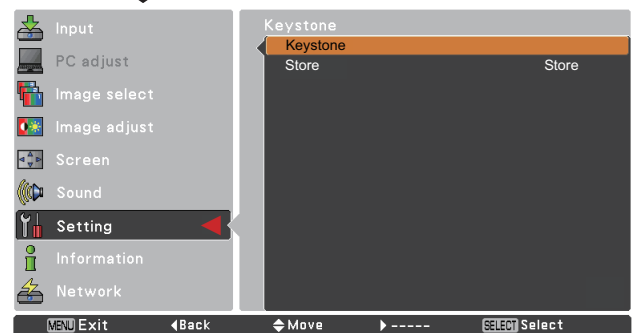 Keystone
Input
Keystone
PC adjust
Store Store
Image select
Image adjust
Screen
Sound
Setting
Information
Network
MENU Exit Back Move ----- SELECT Select